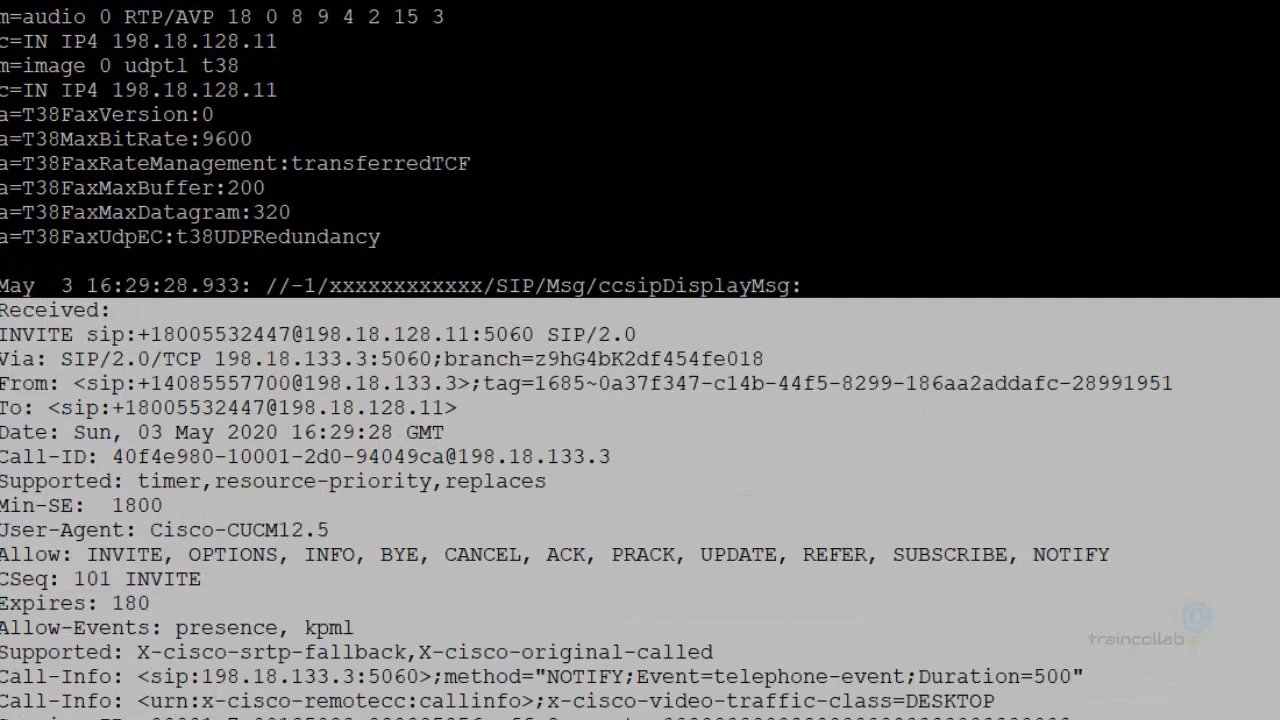 m=audio 0 RTP/AVP 18 0 8 9 4 2 15 3
c=IN IP4 198.18.128.11
m=image 0 udptl t38
c=IN IP4 198.18.128.11
a=T38FaxVersion:0
a=T38MaxBitRate:9600
a=T38FaxRateManagement:transferredTCF
a=T38FaxMaxBuffer:200
a=T38FaxMaxDatagram:320
a=T38FaxUdpEC:t38UDPRedundancy
May  3 16:29:28.933: //-1/xxxxxxxxxxxx/SIP/Msg/ccsipDisplayMsg:
Received:
INVITE sip:+18005532447@198.18.128.11:5060 SIP/2.0
Via: SIP/2.0/TCP 198.18.133.3:5060;branch=z9hG4bK2df454fe018
From: <sip:+14085557700@198.18.133.3>;tag=1685~0a37f347-c14b-44f5-8299-186aa2addafc-28991951
To: <sip:+18005532447@198.18.128.11>
Date: Sun, 03 May 2020 16:29:28 GMT
Call-ID: 40f4e980-10001-2d0-94049ca@198.18.133.3
Supported: timer,resource-priority,replaces
Min-SE:  1800
User-Agent: Cisco-CUCM12.5
Allow: INVITE, OPTIONS, INFO, BYE, CANCEL, ACK, PRACK, UPDATE, REFER, SUBSCRIBE, NOTIFY
CSeq: 101 INVITE
Expires: 180
Allow-Events: presence, kpml
traincollab
Supported: X-cisco-srtp-fallback,X-cisco-original-called
Call-Info: <sip:198.18.133.3:5060>;method="NOTIFY;Event=telephone-event;Duration=500"
Call-Info: <urn:x-cisco-remotecc:callinfo>;x-cisco-video-traffic-class=DESKTOP